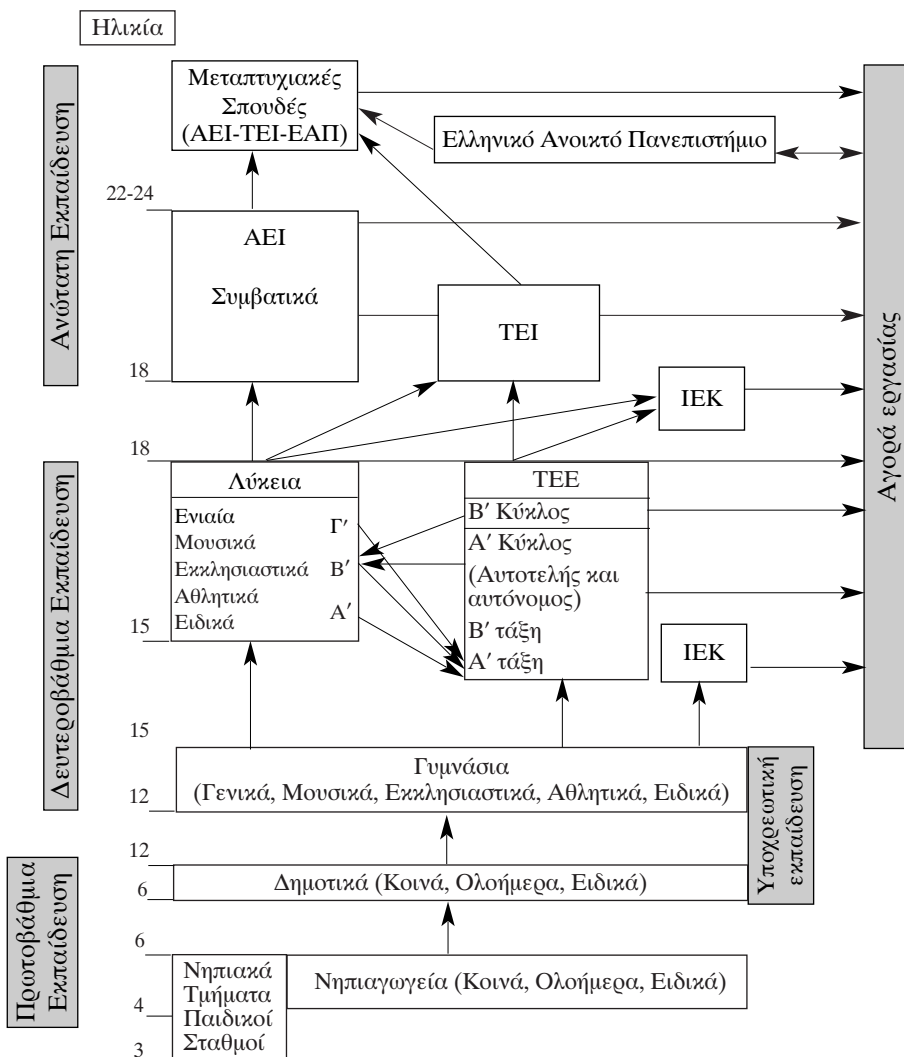 Ηλικία
Ανώτατη Εκπαίδευση
Μεταπτυχιακές
Σπουδές
(ΑΕΙ-ΤΕΙ-ΕΑΠ)
Ελληνικό Ανοικτό Πανεπιστήμιο
22-24
ΑΕΙ
Συμβατικά
ΤΕΙ
18
ΙΕΚ
Αγορά εργασίας
Δευτεροβάθμια Εκπαίδευση
18
Λύκεια
Ενιαία
Μουσικά
Εκκλησιαστικά
Αθλητικά
Ειδικά
Γ′
Β′
Α′
ΤΕΕ
Β′ Κύκλος
Α′ Κύκλος
(Αυτοτελής και
αυτόνομος)
Β′ τάξη
Α′ τάξη
15
ΙΕΚ
15
Γυμνάσια
(Γενικά, Μουσικά, Εκκλησιαστικά, Αθλητικά, Ειδικά)
12
Υποχρεωτική
εκπαίδευση
Πρωτοβάθμια
Εκπαίδευση
12
Δημοτικά (Κοινά, Ολοήμερα, Ειδικά)
6
6
Νηπιακά
Τμήματα
Παιδικοί
Σταθμοί
Νηπιαγωγεία (Κοινά, Ολοήμερα, Ειδικά)
4
3